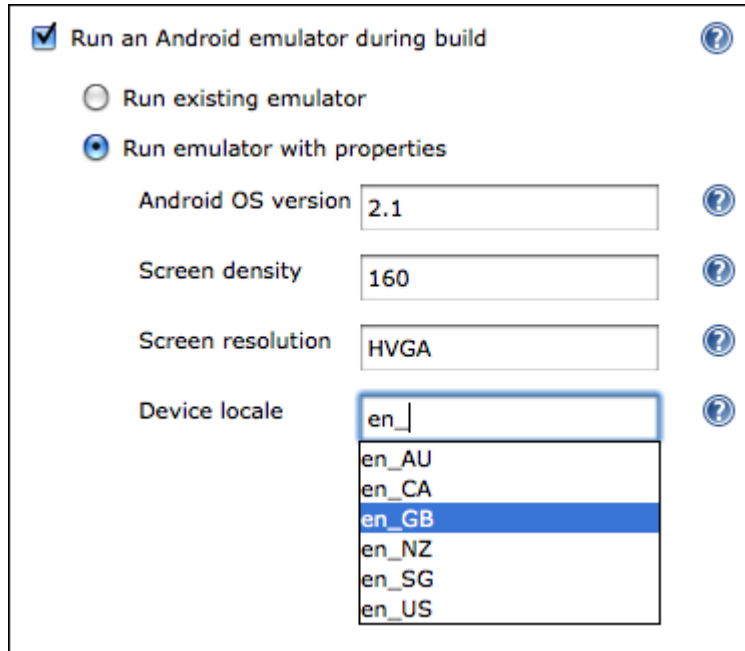 Run an Android emulator during build
Run existing emulator
Run emulator with properties
Android OS version 2.1
Screen density 160
Screen resolution HVGA
Device locale en_
en_AU
en_CA
en_GB
en_NZ
en_SG
en_US